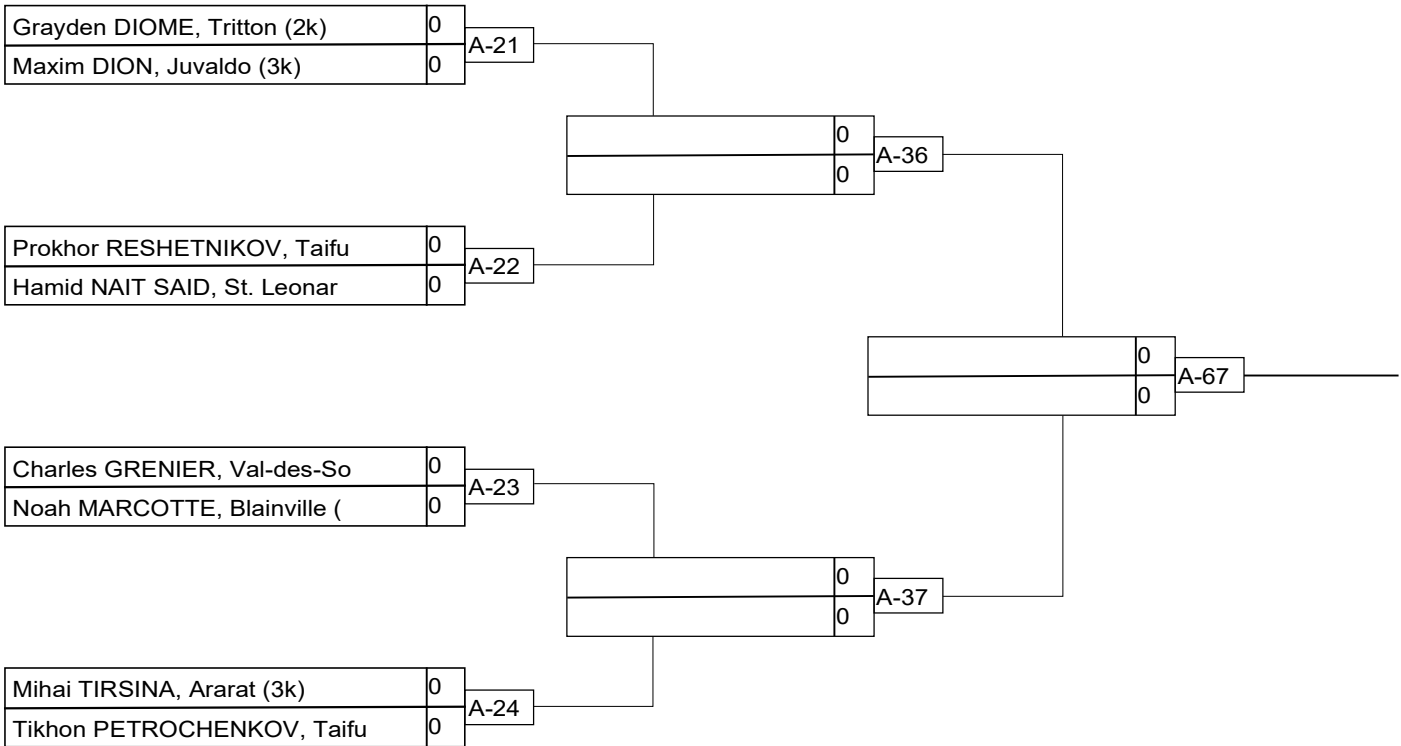 Grayden DIOME, Tritton (2k) 0
A-21
Maxim DION, Juvaldo (3k) 0
0
A-36
0
Prokhor RESHETNIKOV, Taifu 0
A-22
Hamid NAIT SAID, St. Leonar 0
0
A-67
0
Charles GRENIER, Val-des-So 0
A-23
Noah MARCOTTE, Blainville ( 0
0
A-37
0
Mihai TIRSINA, Ararat (3k) 0
A-24
Tikhon PETROCHENKOV, Taifu 0